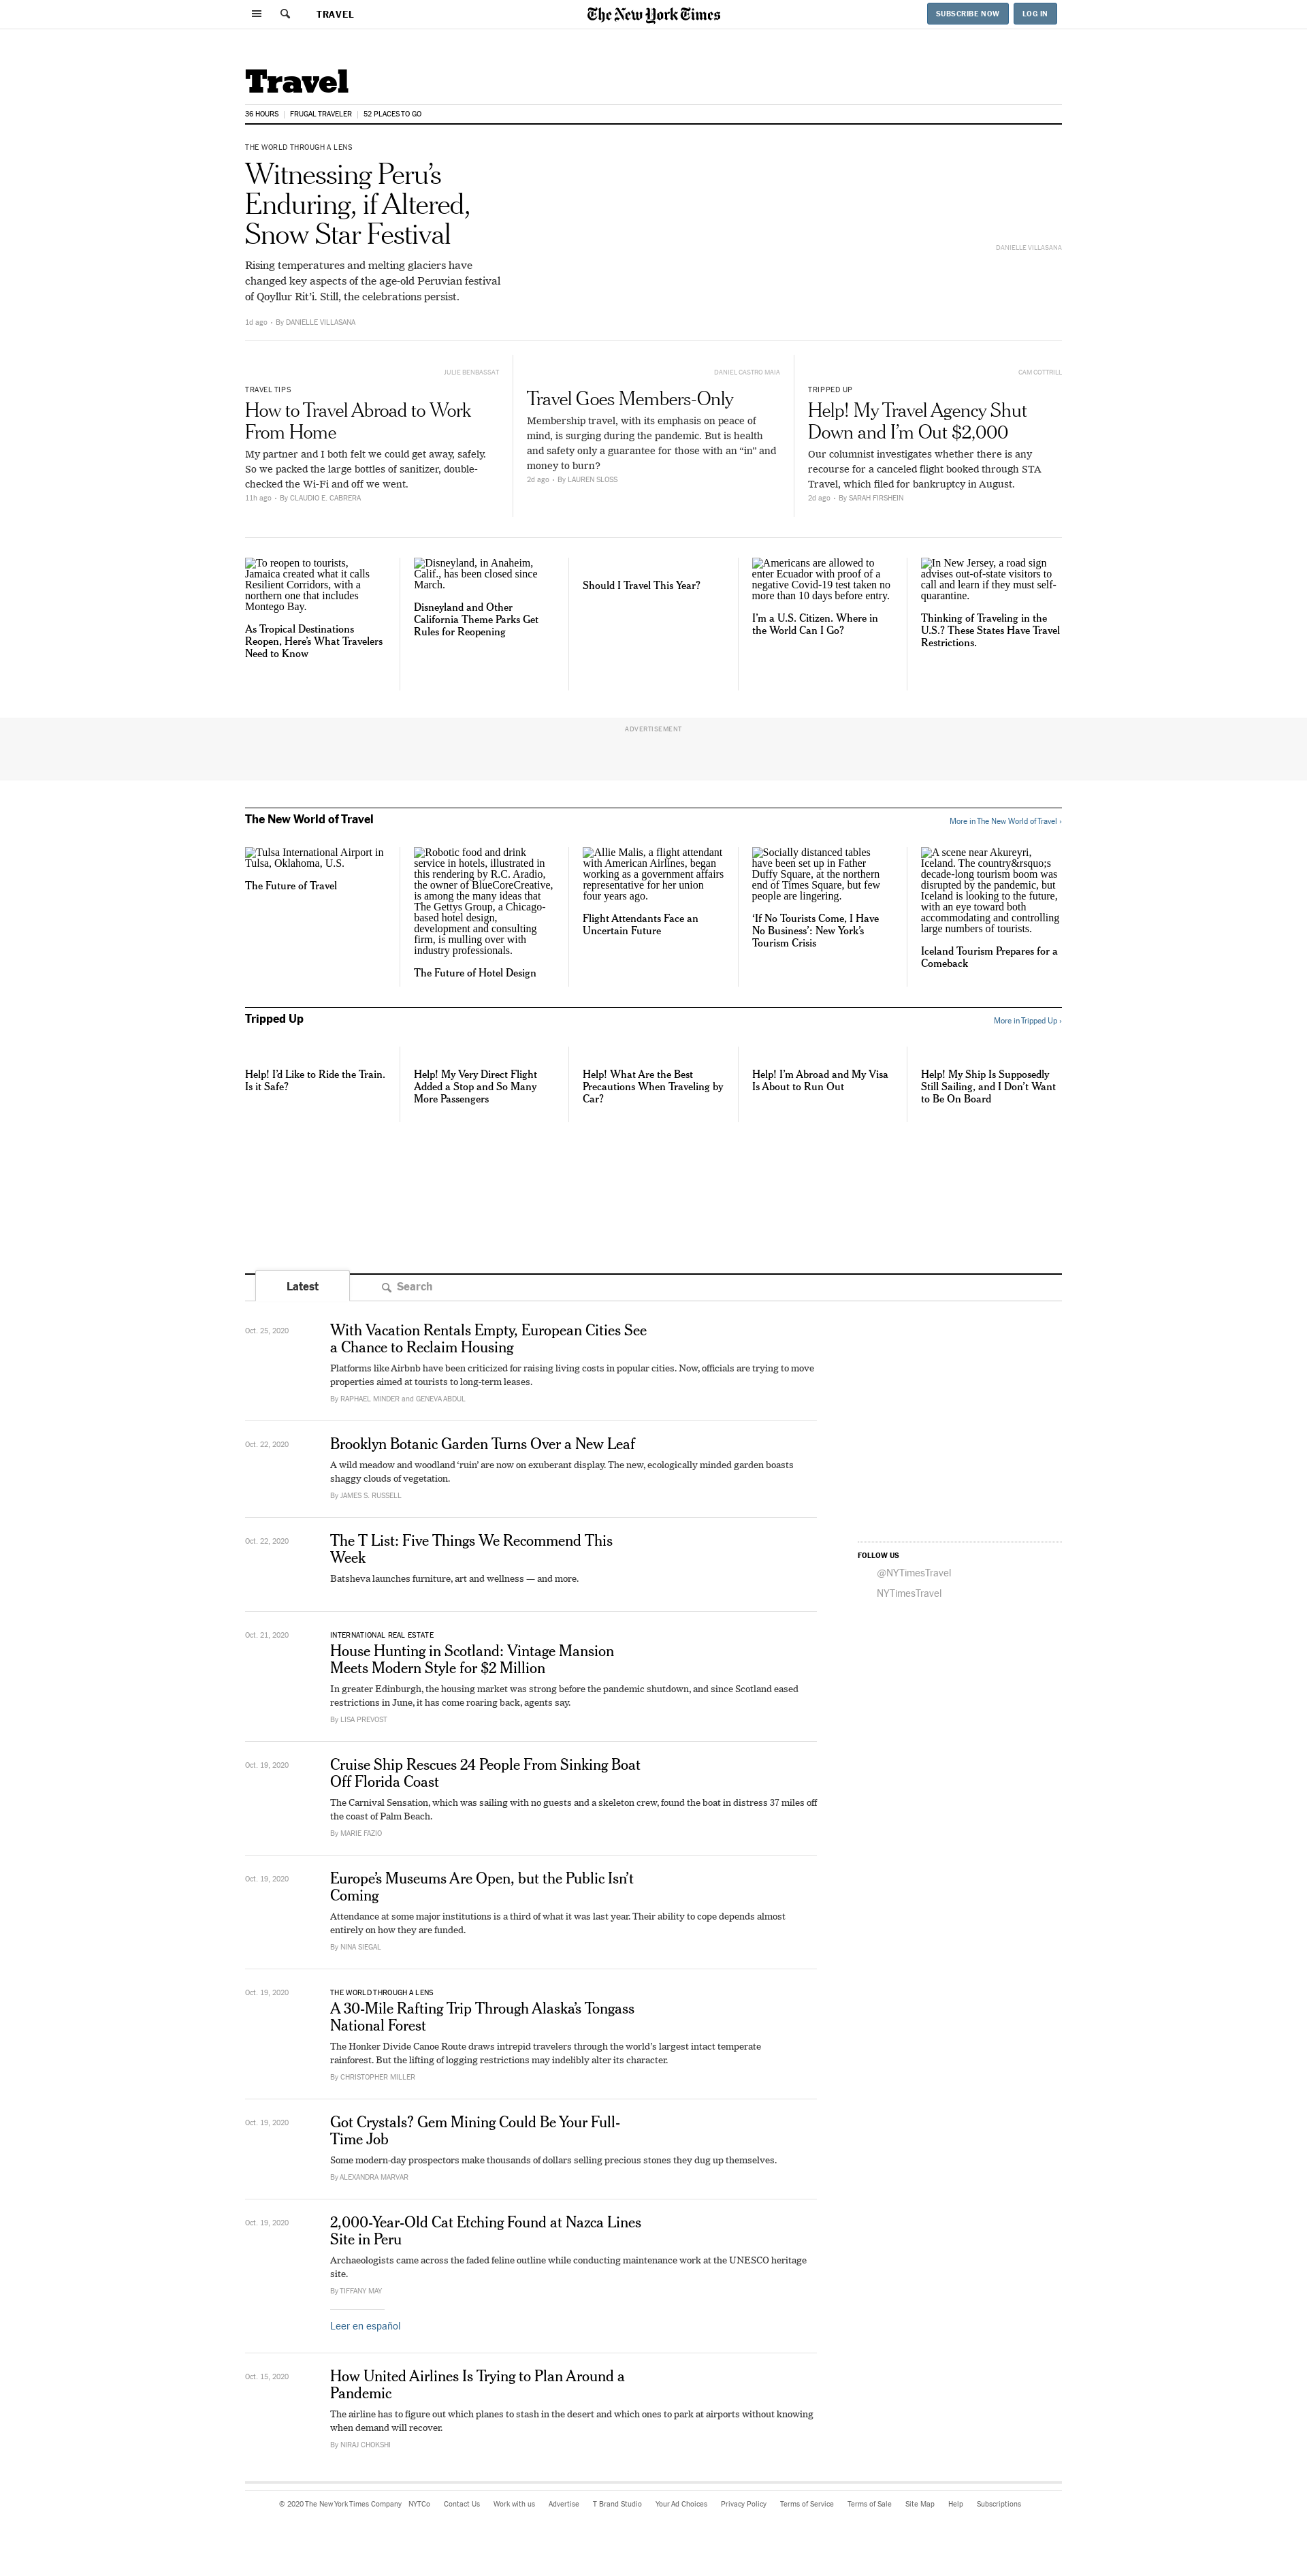 TRAVEL
The New York Times
SUBSCRIBE NOW
LOG IN
Travel
36 HOURS
FRUGAL TRAVELER
52 PLACES TO GO
THE WORLD THROUGH A LENS
Witnessing Peru’s
Enduring, if Altered,
Snow Star Festival
Rising temperatures and melting glaciers have
changed key aspects of the age-old Peruvian festival
of Qoyllur Rit’i. Still, the celebrations persist.
1d ago • By DANIELLE VILLASANA
DANIELLE VILLASANA
JULIE BENBASSAT
TRAVEL TIPS
How to Travel Abroad to Work
From Home
My partner and I both felt we could get away, safely.
So we packed the large bottles of sanitizer, double-
checked the Wi-Fi and off we went.
11h ago • By CLAUDIO E. CABRERA
DANIEL CASTRO MAIA
Travel Goes Members-Only
Membership travel, with its emphasis on peace of
mind, is surging during the pandemic. But is health
and safety only a guarantee for those with an “in” and
money to burn?
2d ago • By LAUREN SLOSS
CAM COTTRILL
TRIPPED UP
Help! My Travel Agency Shut
Down and I’m Out $2,000
Our columnist investigates whether there is any
recourse for a canceled flight booked through STA
Travel, which filed for bankruptcy in August.
2d ago • By SARAH FIRSHEIN
To reopen to tourists,
Jamaica created what it calls
Resilient Corridors, with a
northern one that includes
Montego Bay.
As Tropical Destinations
Reopen, Here’s What Travelers
Need to Know
Disneyland, in Anaheim,
Calif., has been closed since
March.
Disneyland and Other
California Theme Parks Get
Rules for Reopening
Should I Travel This Year?
Americans are allowed to
enter Ecuador with proof of a
negative Covid-19 test taken no
more than 10 days before entry.
I’m a U.S. Citizen. Where in
the World Can I Go?
In New Jersey, a road sign
advises out-of-state visitors to
call and learn if they must self-
quarantine.
Thinking of Traveling in the
U.S.? These States Have Travel
Restrictions.
ADVERTISEMENT
The New World of Travel
More in The New World of Travel ›
Tulsa International Airport in
Tulsa, Oklahoma, U.S.
The Future of Travel
Robotic food and drink
service in hotels, illustrated in
this rendering by R.C. Aradio,
the owner of BlueCoreCreative,
is among the many ideas that
The Gettys Group, a Chicago-
based hotel design,
development and consulting
firm, is mulling over with
industry professionals.
The Future of Hotel Design
Allie Malis, a flight attendant
with American Airlines, began
working as a government affairs
representative for her union
four years ago.
Flight Attendants Face an
Uncertain Future
Socially distanced tables
have been set up in Father
Duffy Square, at the northern
end of Times Square, but few
people are lingering.
‘If No Tourists Come, I Have
No Business’: New York’s
Tourism Crisis
A scene near Akureyri,
Iceland. The country&rsquo;s
decade-long tourism boom was
disrupted by the pandemic, but
Iceland is looking to the future,
with an eye toward both
accommodating and controlling
large numbers of tourists.
Iceland Tourism Prepares for a
Comeback
Tripped Up
More in Tripped Up ›
Help! I’d Like to Ride the Train.
Is it Safe?
Help! My Very Direct Flight
Added a Stop and So Many
More Passengers
Help! What Are the Best
Precautions When Traveling by
Car?
Help! I’m Abroad and My Visa
Is About to Run Out
Help! My Ship Is Supposedly
Still Sailing, and I Don’t Want
to Be On Board
Latest
Search
Oct. 25, 2020
With Vacation Rentals Empty, European Cities See
a Chance to Reclaim Housing
Platforms like Airbnb have been criticized for raising living costs in popular cities. Now, officials are trying to move
properties aimed at tourists to long-term leases.
By RAPHAEL MINDER and GENEVA ABDUL
Oct. 22, 2020
Brooklyn Botanic Garden Turns Over a New Leaf
A wild meadow and woodland ‘ruin’ are now on exuberant display. The new, ecologically minded garden boasts
shaggy clouds of vegetation.
By JAMES S. RUSSELL
Oct. 22, 2020
The T List: Five Things We Recommend This
Week
Batsheva launches furniture, art and wellness — and more.
FOLLOW US
@NYTimesTravel
NYTimesTravel
Oct. 21, 2020
INTERNATIONAL REAL ESTATE
House Hunting in Scotland: Vintage Mansion
Meets Modern Style for $2 Million
In greater Edinburgh, the housing market was strong before the pandemic shutdown, and since Scotland eased
restrictions in June, it has come roaring back, agents say.
By LISA PREVOST
Oct. 19, 2020
Cruise Ship Rescues 24 People From Sinking Boat
Off Florida Coast
The Carnival Sensation, which was sailing with no guests and a skeleton crew, found the boat in distress 37 miles off
the coast of Palm Beach.
By MARIE FAZIO
Oct. 19, 2020
Europe’s Museums Are Open, but the Public Isn’t
Coming
Attendance at some major institutions is a third of what it was last year. Their ability to cope depends almost
entirely on how they are funded.
By NINA SIEGAL
Oct. 19, 2020
THE WORLD THROUGH A LENS
A 30-Mile Rafting Trip Through Alaska’s Tongass
National Forest
The Honker Divide Canoe Route draws intrepid travelers through the world’s largest intact temperate
rainforest. But the lifting of logging restrictions may indelibly alter its character.
By CHRISTOPHER MILLER
Oct. 19, 2020
Got Crystals? Gem Mining Could Be Your Full-
Time Job
Some modern-day prospectors make thousands of dollars selling precious stones they dug up themselves.
By ALEXANDRA MARVAR
Oct. 19, 2020
2,000-Year-Old Cat Etching Found at Nazca Lines
Site in Peru
Archaeologists came across the faded feline outline while conducting maintenance work at the UNESCO heritage
site.
By TIFFANY MAY
Leer en español
Oct. 15, 2020
How United Airlines Is Trying to Plan Around a
Pandemic
The airline has to figure out which planes to stash in the desert and which ones to park at airports without knowing
when demand will recover.
By NIRAJ CHOKSHI
© 2020 The New York Times Company NYTCo Contact Us Work with us Advertise T Brand Studio Your Ad Choices Privacy Policy Terms of Service Terms of Sale Site Map Help Subscriptions